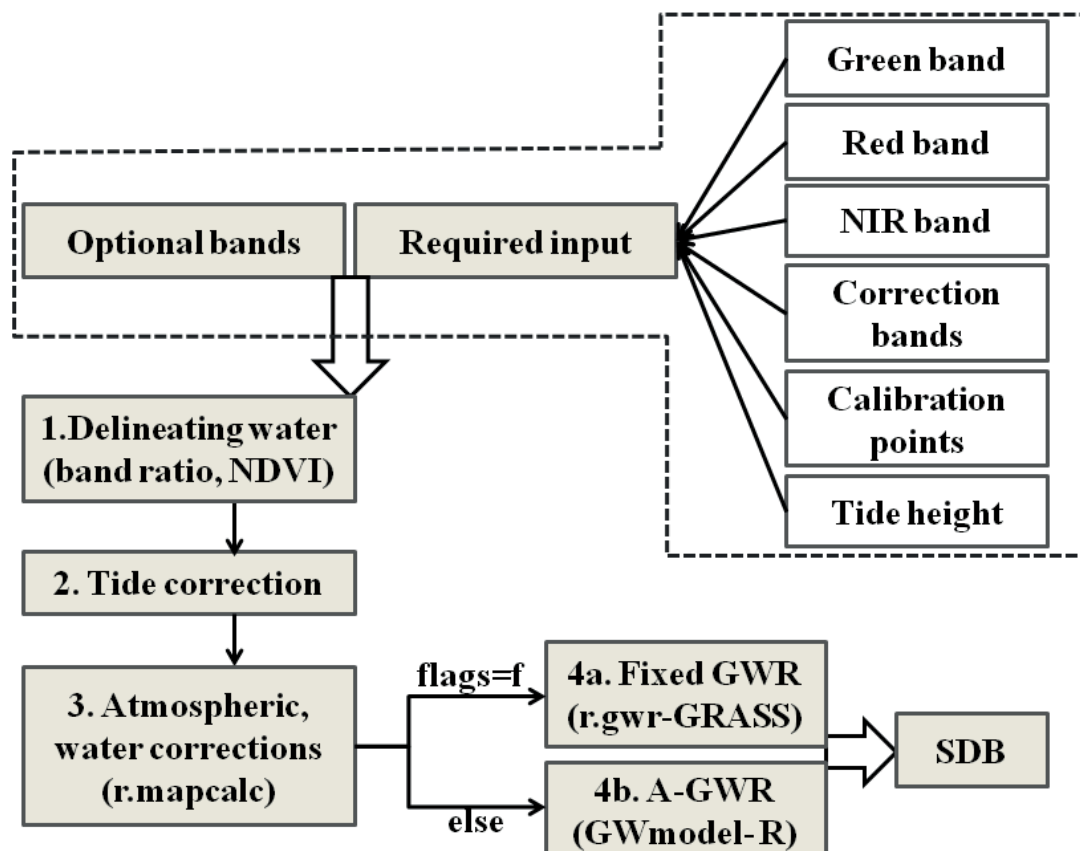 Green band
Red band
NIR band
Correction
bands
Calibration
points
Tide height
Optional bands
Required input
1.Delineating water
(band ratio, NDVI)
2. Tide correction
3. Atmospheric,
water corrections
(r.mapcalc)
flags=f
else
4a. Fixed GWR
(r.gwr-GRASS)
4b. A-GWR
(GWmodel-R)
SDB